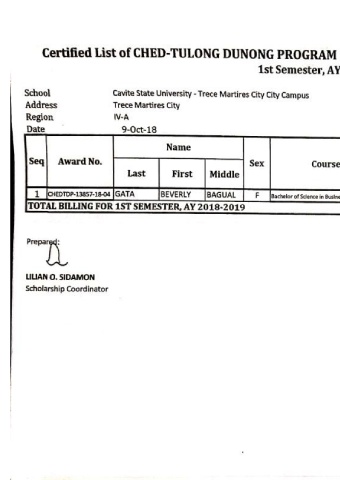 Certified List of CHED-TULONG DUNONG PROGRAM
1st Semester, AY
School Cavite State University - Trece Martires City City Campus
Address Trece Martires City
Region IV-A
Date 9-Oct-18
Seq Award No. Name Sex Course
Last First Middle
1 CHEDTDP-13857-18-04 GATA BEVERLY BAGUAL F Bachelor of Science in Busine
TOTAL BILLING FOR 1ST SEMESTER, AY 2018-2019
Prepared:
LILIAN O. SIDAMON
Scholarship Coordinator